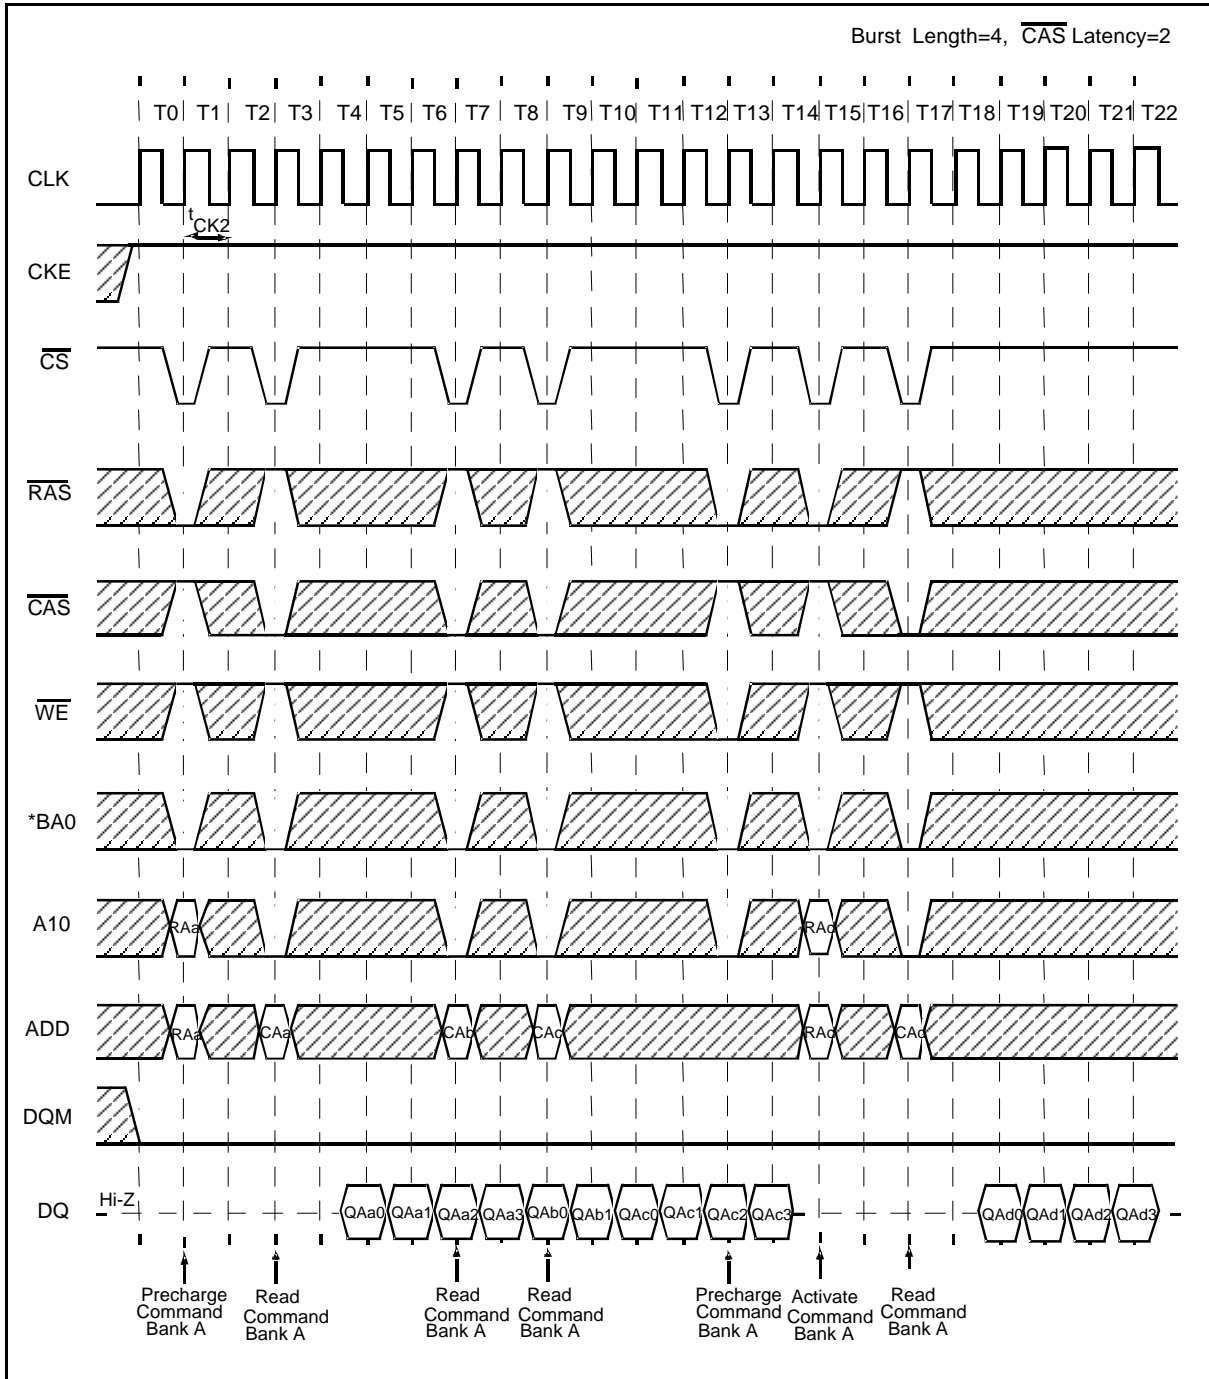 Burst Length=4, CAS Latency=2
T0 T1 T2 T3 T4 T5 T6 T7 T8 T9 T10 T11 T12 T13 T14 T15 T16 T17 T18 T19 T20 T21 T22
CLK
tCK2
CKE
CS
RAS
CAS
WE
*BA0
A10 RAa RAd
ADD RAa CAa CAb CAc RAd CAd
DQM
DQ Hi-Z QAa0 QAa1 QAa2 QAa3 QAb0 QAb1 QAc0 QAc1 QAc2 QAc3 QAd0 QAd1 QAd2 QAd3
Precharge Command Bank A
Read Command Bank A
Read Command Bank A
Read Command Bank A
Precharge Command Bank A
Activate Command Bank A
Read Command Bank A